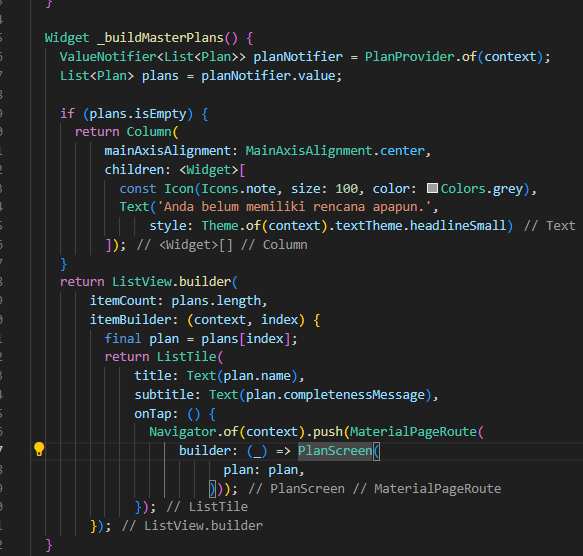 }
Widget _buildMasterPlans() {
ValueNotifier<List<Plan>> planNotifier = PlanProvider.of(context);
List<Plan> plans = planNotifier.value;
if (plans.isEmpty) {
return Column(
mainAxisAlignment: MainAxisAlignment.center,
children: <Widget>[
const Icon(Icons.note, size: 100, color: Colors.grey),
Text('Anda belum memiliki rencana apapun.',
style: Theme.of(context).textTheme.headlineSmall) // Text
]); // <Widget>[] // Column
}
return ListView.builder(
itemCount: plans.length,
itemBuilder: (context, index) {
final plan = plans[index];
return ListTile(
title: Text(plan.name),
subtitle: Text(plan.completenessMessage),
onTap: () {
Navigator.of(context).push(MaterialPageRoute(
builder: (_) => PlanScreen(
plan: plan,
))); // PlanScreen // MaterialPageRoute
}); // ListTile
}); // ListView.builder
}